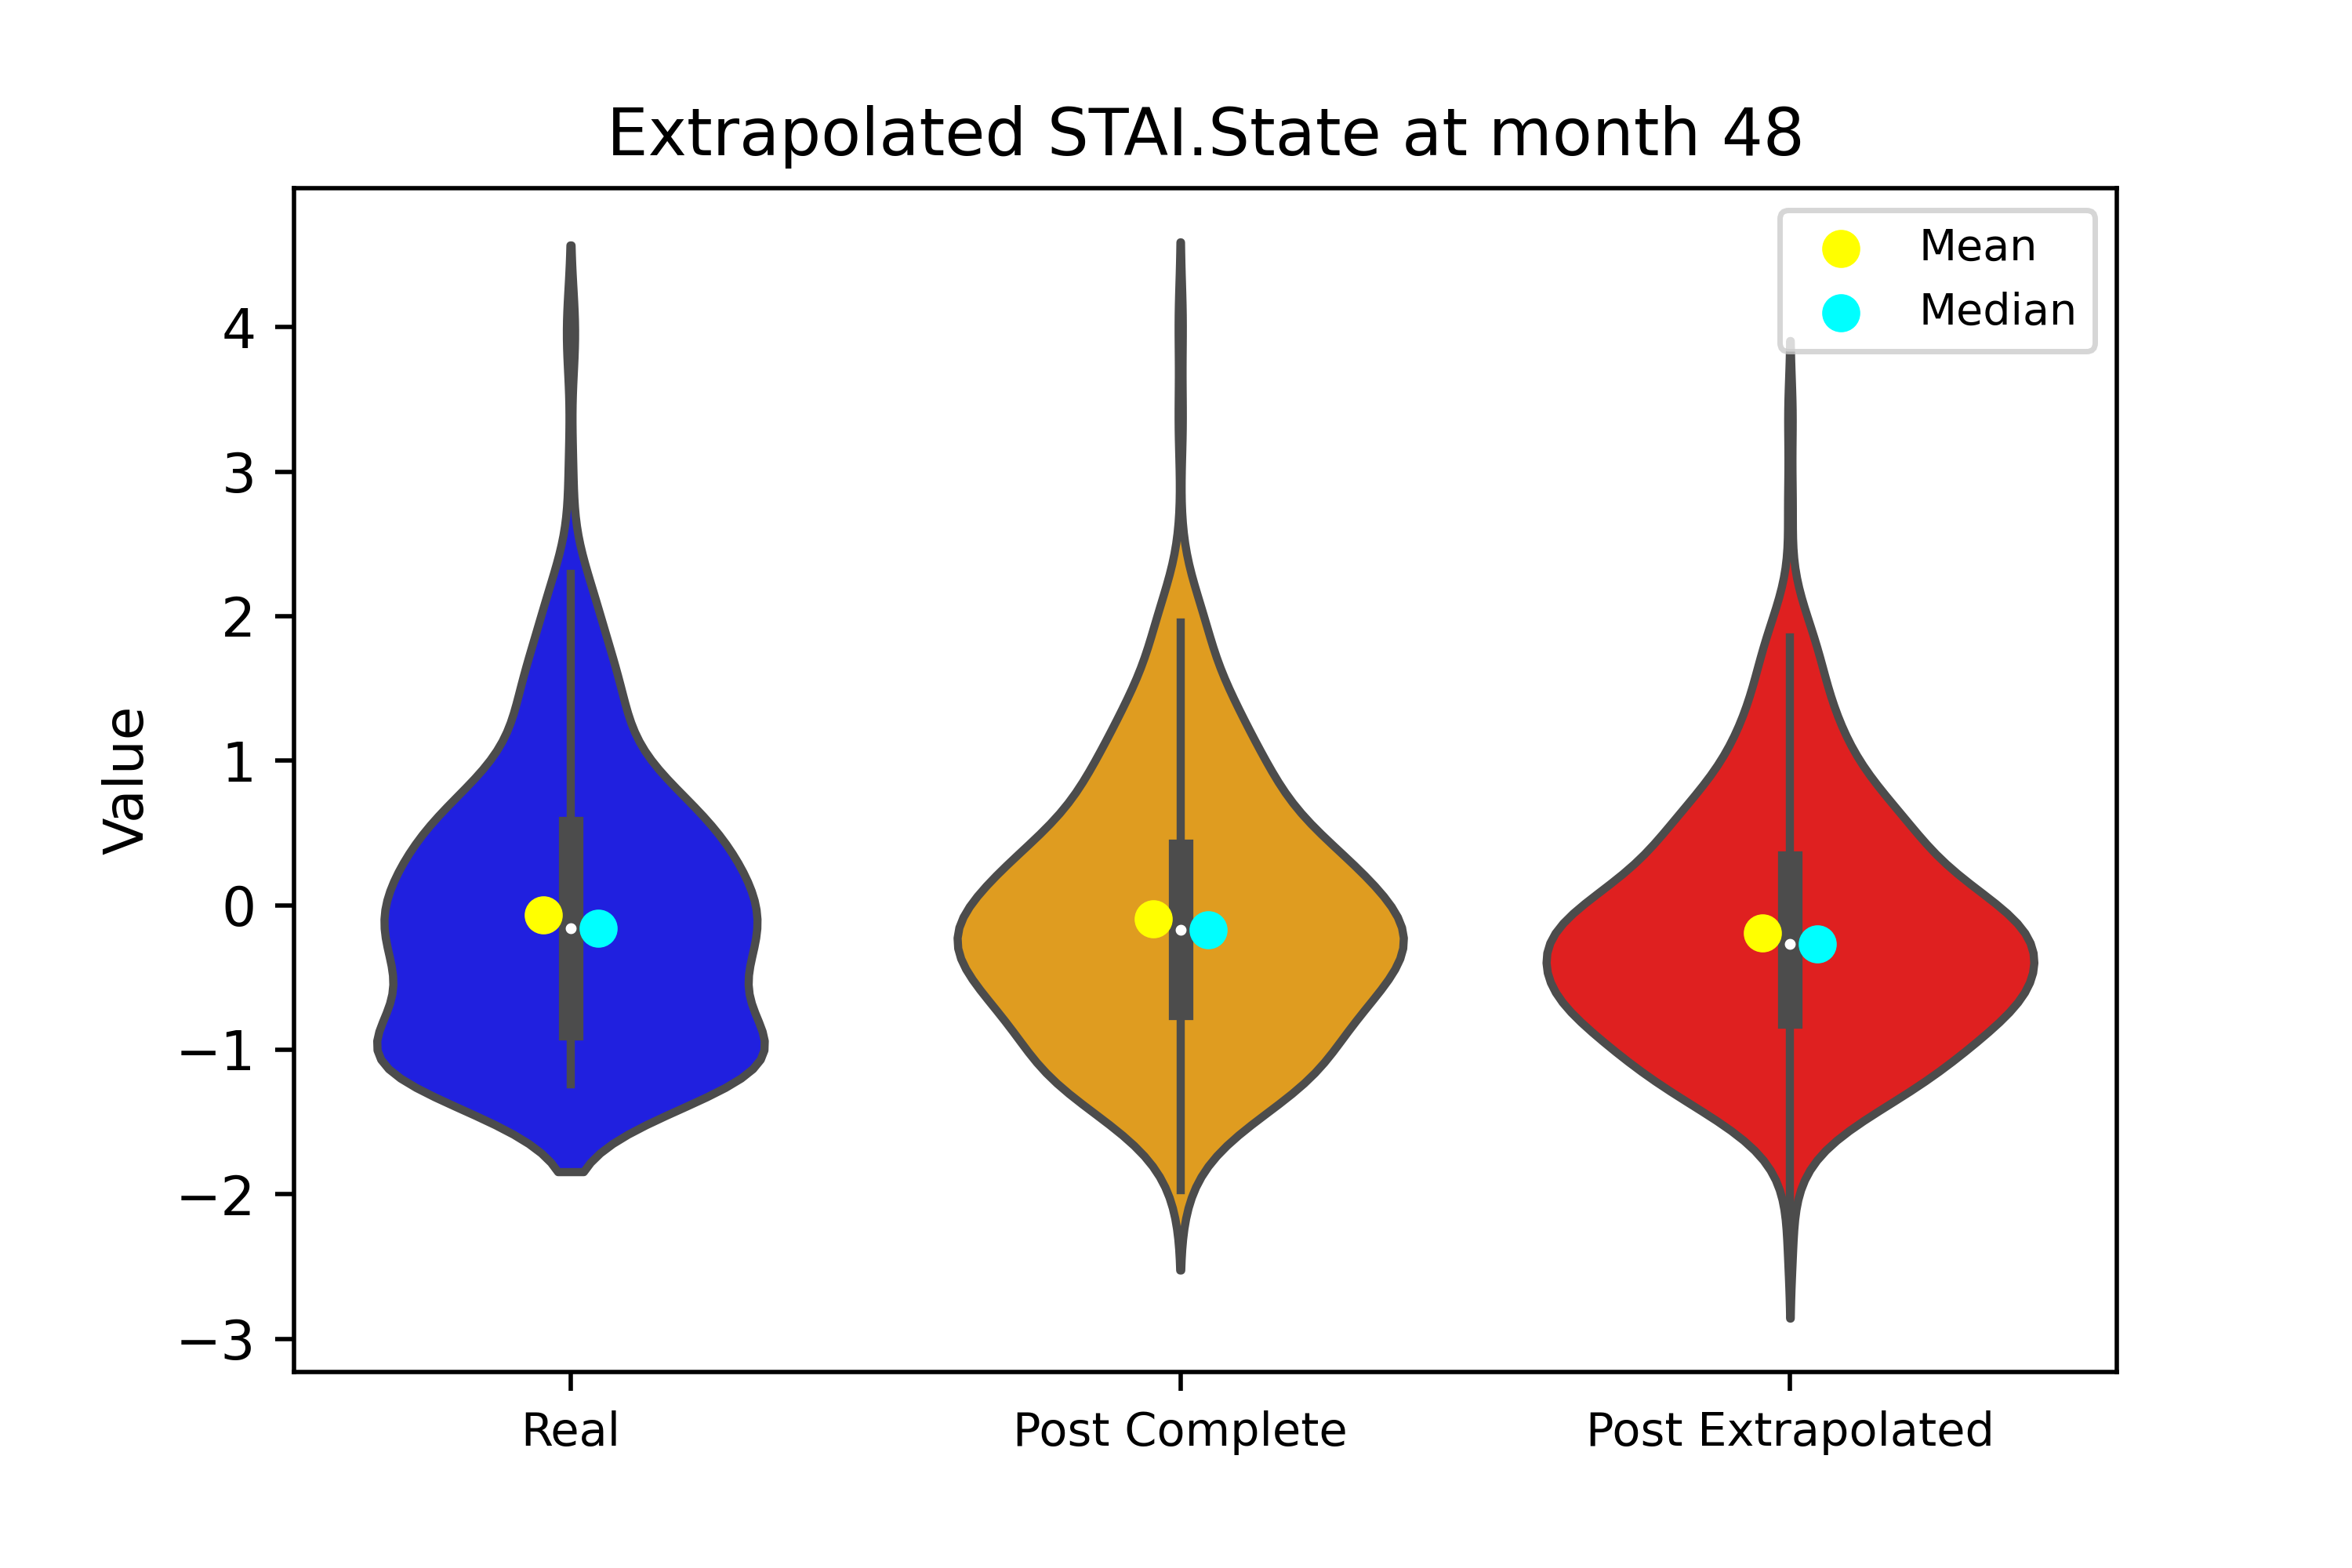 Extrapolated STAI.State at month 48
Mean
Median
4
3
2
1
0
−1
−2
−3
Value
Real
Post Complete
Post Extrapolated